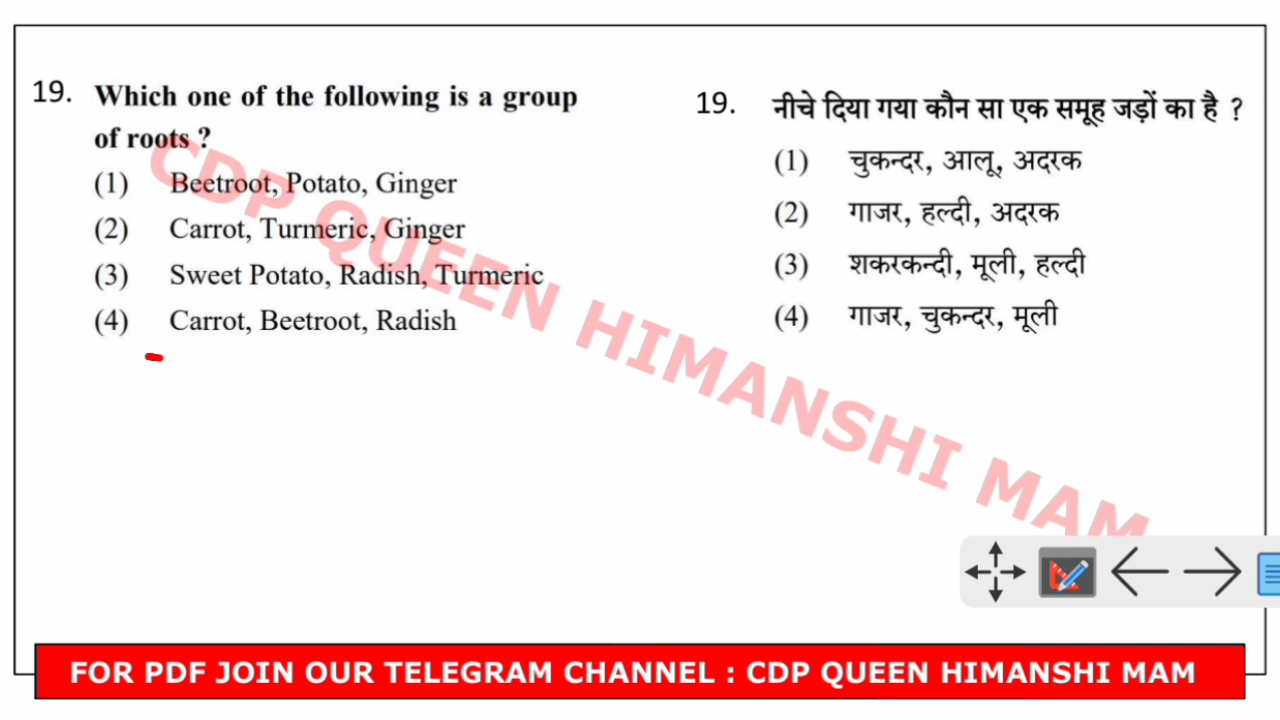 19. Which one of the following is a group
of roots ?
(1) Beetroot, Potato, Ginger
(2) Carrot, Turmeric, Ginger
(3) Sweet Potato, Radish, Turmeric
(4) Carrot, Beetroot, Radish
19. नीचे दिया गया कौन सा एक समूह जड़ों का है ?
(1) चुकन्दर, आलू, अदरक
(2) गाजर, हल्दी, अदरक
(3) शकरकन्दी, मूली, हल्दी
(4) गाजर, चुकन्दर, मूली
CDP QUEEN HIMANSHI MAM
FOR PDF JOIN OUR TELEGRAM CHANNEL : CDP QUEEN HIMANSHI MAM